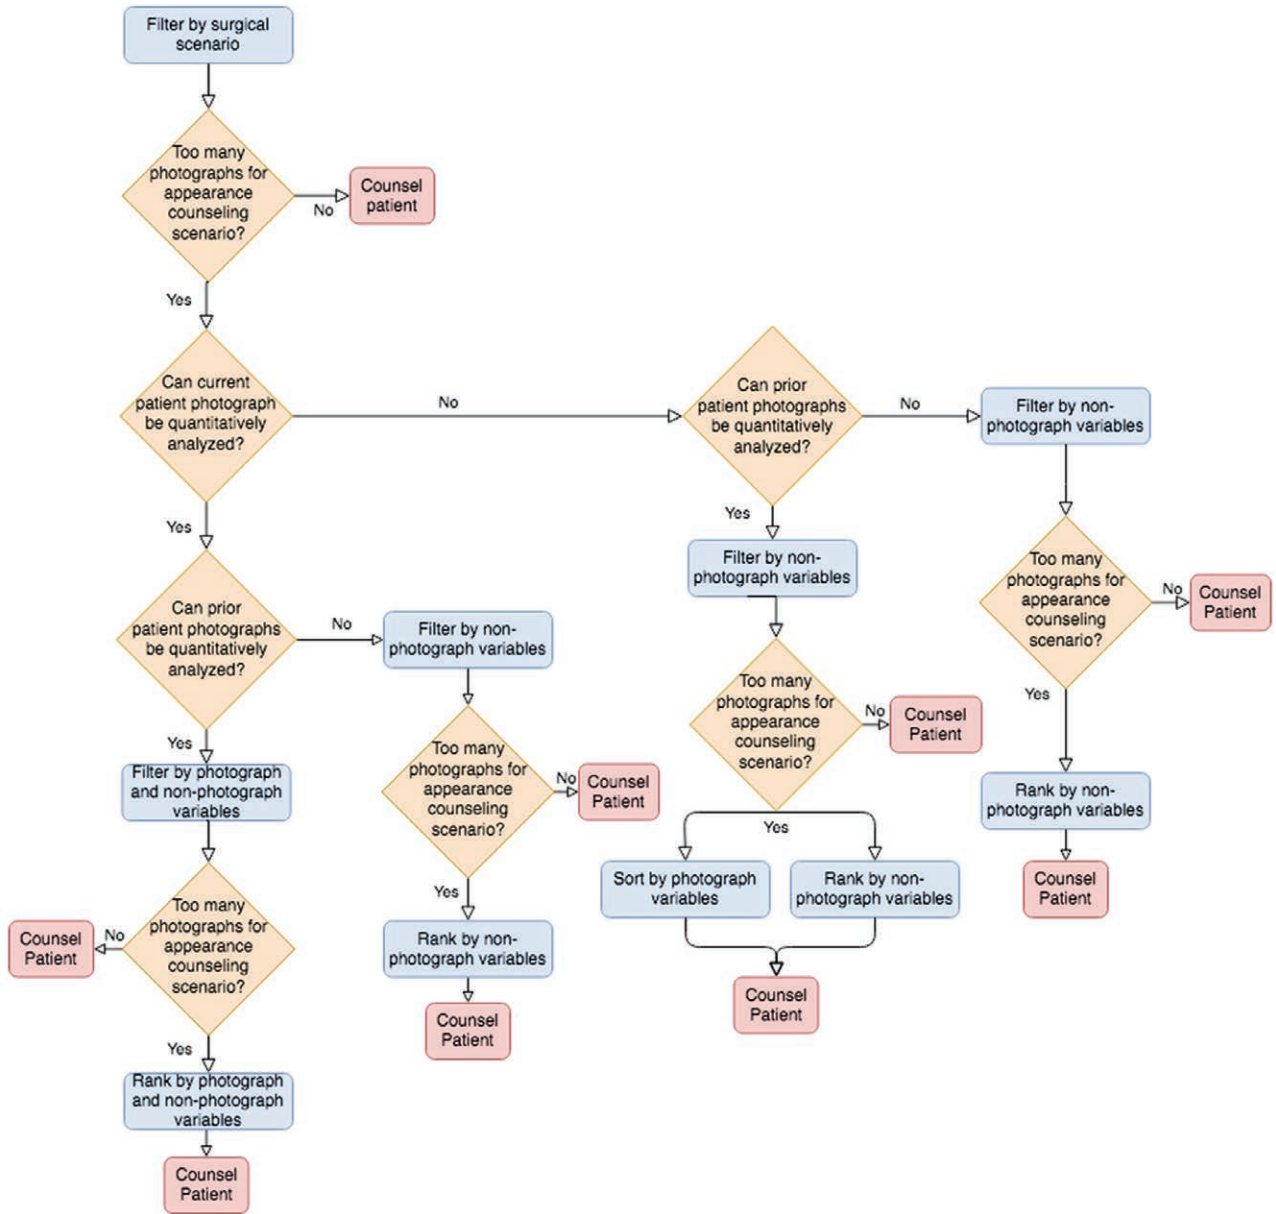 Filter by surgical
scenario
Too many
photographs for
appearance
counseling
scenario?
No
Counsel
patient
Yes
Can current
patient photograph
be quantitatively
analyzed?
No
Can prior
patient photographs
be quantitatively
analyzed?
No
Filter by non-
photograph variables
Yes
Yes
Filter by non-
photograph variables
Too many
photographs for
appearance
counseling
scenario?
No
Counsel
Patient
Can prior
patient photographs
be quantitatively
analyzed?
No
Filter by non-
photograph variables
Too many
photographs for
appearance
counseling
scenario?
No
Counsel
Patient
Yes
Yes
Filter by photograph
and non-photograph
variables
Too many
photographs for
appearance
counseling
scenario?
No
Counsel
Patient
Rank by non-
photograph variables
Yes
Sort by photograph
variables
Rank by non-
photograph variables
Counsel
Patient
Too many
photographs for
appearance
counseling
scenario?
No
Counsel
Patient
Yes
Rank by non-
photograph variables
Counsel
Patient
Counsel
Patient
Yes
Rank by photograph
and non-photograph
variables
Counsel
Patient